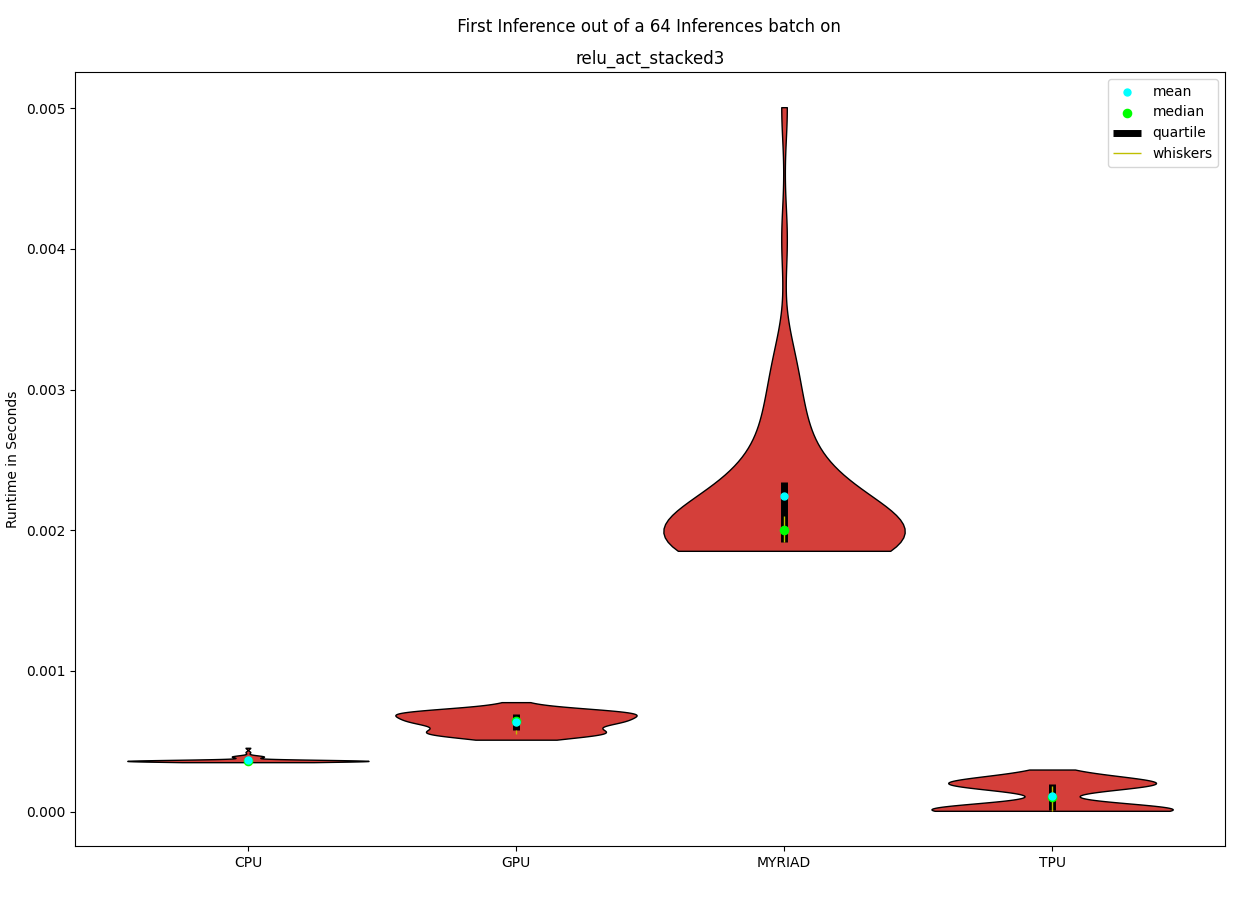 First Inference out of a 64 Inferences batch on
relu_act_stacked3
mean
median
quartile
whiskers
Runtime in Seconds
0.005
0.004
0.003
0.002
0.001
0.000
CPU GPU MYRIAD TPU